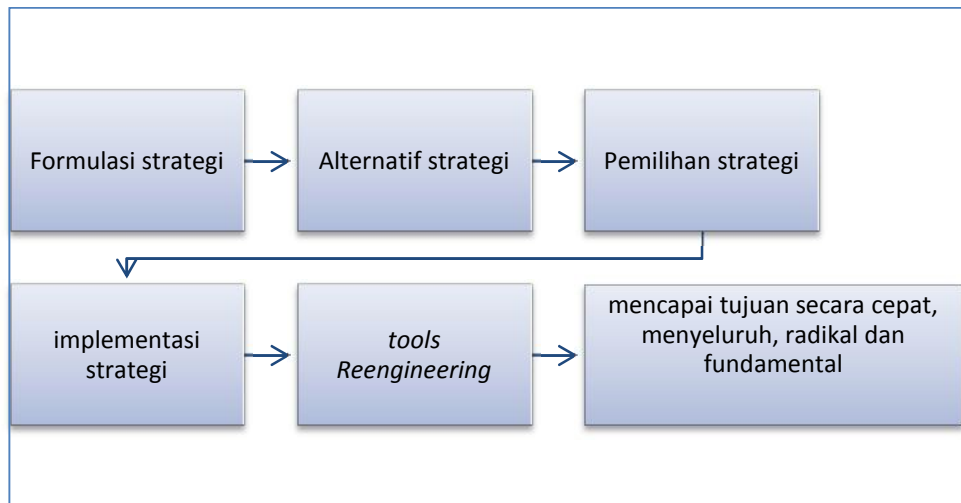 Formulasi strategi
Alternatif strategi
Pemilihan strategi
implementasi
strategi
tools
Reengineering
mencapai tujuan secara cepat,
menyeluruh, radikal dan
fundamental